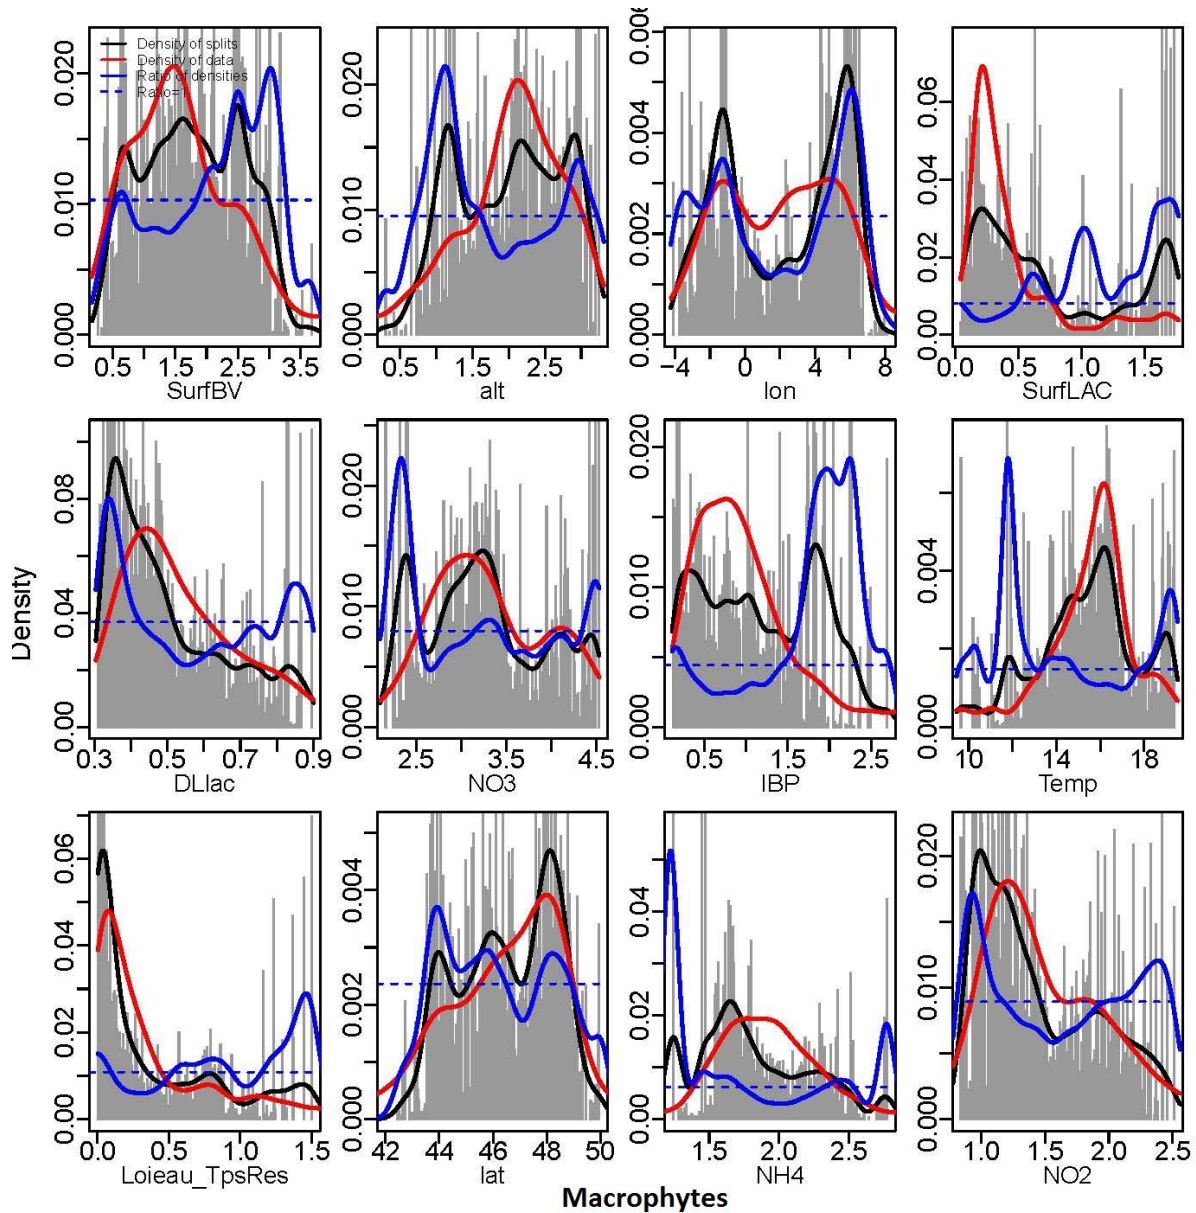 Density of splits
Density of data
Ratio of densities
Ratio=1
0.000 0.010 0.020
0.5 1.5 2.5 3.5
SurfBV
0.000 0.010 0.020
0.5 1.5 2.5
alt
0.000 0.002 0.004 0.006
−4 0 4 8
lon
0.00 0.02 0.04 0.06
0.0 0.5 1.0 1.5
SurfLAC
Density
0.00 0.04 0.08
0.3 0.5 0.7 0.9
DLlac
0.000 0.010 0.020
2.5 3.5 4.5
NO3
0.000 0.010 0.020
0.5 1.5 2.5
IBP
0.000 0.004
10 14 18
Temp
0.00 0.02 0.04 0.06
0.0 0.5 1.0 1.5
Loieau_TpsRes
0.000 0.002 0.004
42 44 46 48 50
lat
0.00 0.02 0.04
1.5 2.0 2.5
NH4
0.000 0.010 0.020
1.0 1.5 2.0 2.5
NO2
Macrophytes